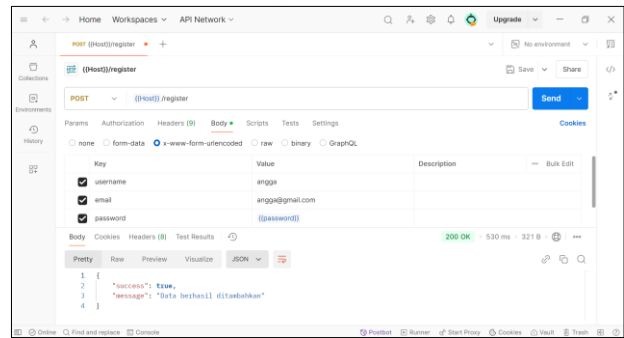 Home Workspaces API Network Upgrade
POST {{Host}}/register + No environment
{{Host}}/register Save Share
Collections
POST {{Host}} /register Send
Environments
Params Authorization Headers (9) Body Scripts Tests Settings Cookies
History
none form-data x-www-form-urlencoded raw binary GraphQL
Key Value Description Bulk Edit
username angga
email angga@gmail.com
password {{password}}
Body Cookies Headers (8) Test Results 200 OK 530 ms 321 B
Pretty Raw Preview Visualize JSON
1 {
2 "success": true,
3 "message": "Data berhasil ditambahkan"
4 }
Online Find and replace Console Postbot Runner Start Proxy Cookies Vault Trash